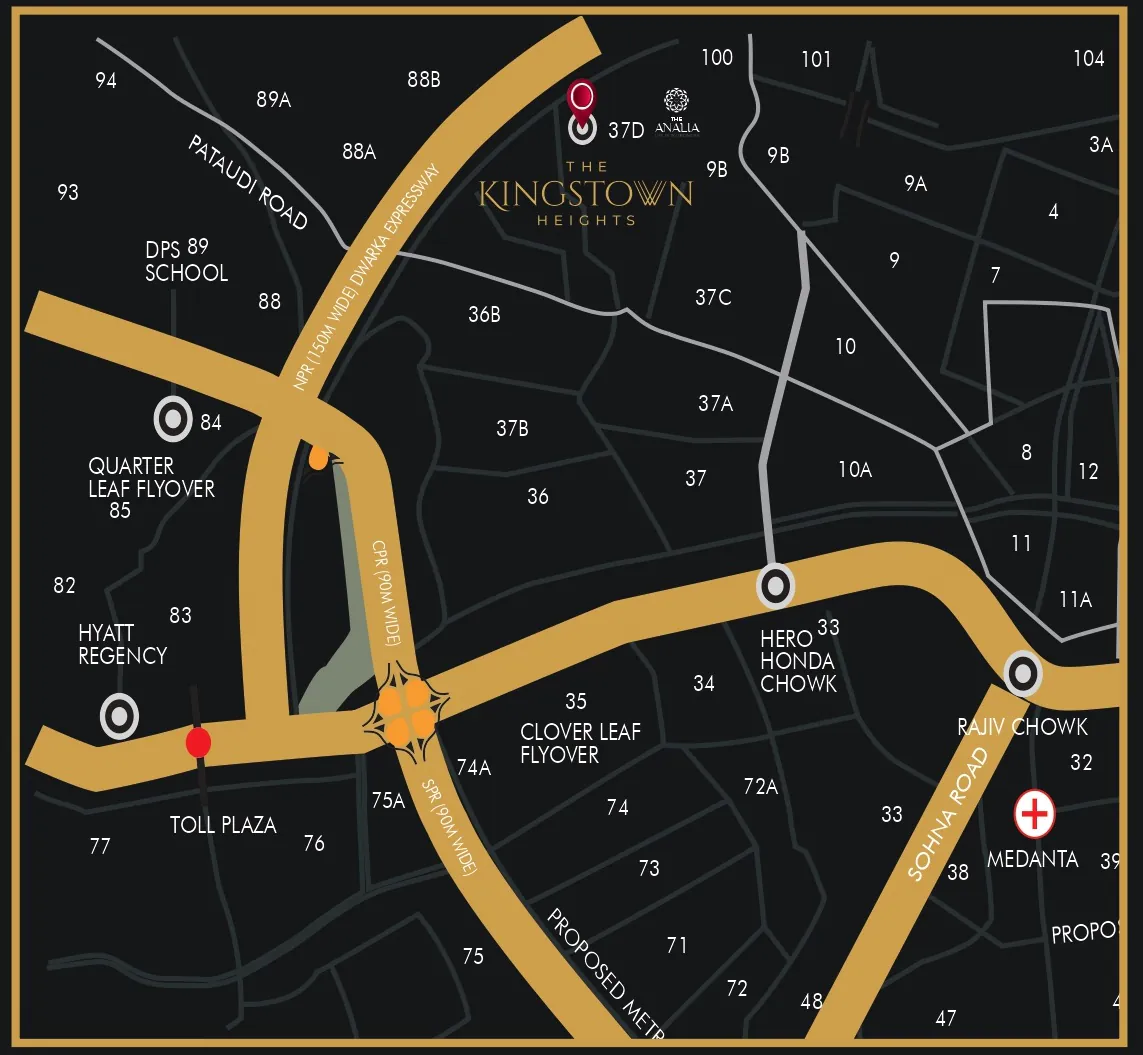 100
101
104
94
88B
89A
37D
THE
ANALIA
3A
PATAUDI ROAD
88A
9B
9B
THE
KINGSTOWN
HEIGHTS
93
9A
4
DPS 89
SCHOOL
9
7
88
NPR (150M WIDE) DWARKA EXPRESSWAY
36B
37C
10
37A
84
37B
QUARTER
LEAF FLYOVER
85
36
37
10A
8
12
11
82
83
CPR (90M WIDE)
11A
HYATT
REGENCY
HERO 33
HONDA
CHOWK
34
35
CLOVER LEAF
FLYOVER
RAJIV CHOWK
32
74A
75A
SPR (90M WIDE)
74
72A
33
SOHNA ROAD
TOLL PLAZA
77
76
73
38
MEDANTA
39
PROPOSED METR
71
75
PROPO
72
48
47